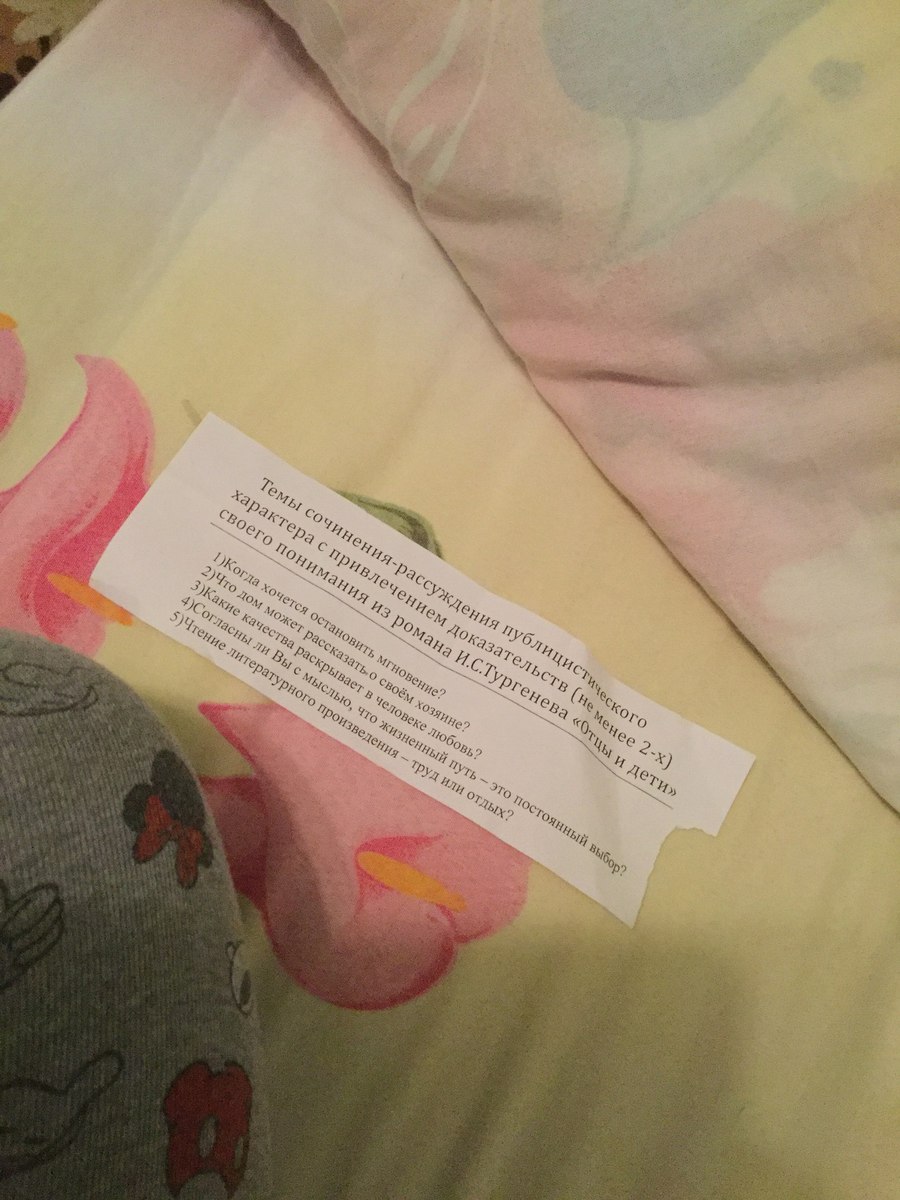 Темы сочинения-рассуждения публицистического
характера с привлечением доказательств (не менее 2-х)
своего понимания из романа И.С.Тургенева «Отцы и дети»
1)Когда хочется остановить мгновение?
2)Что дом может рассказать о своём хозяине?
3)Какие качества раскрывает в человеке любовь?
4)Согласны ли Вы с мыслью, что жизненный путь – это постоянный выбор?
5)Чтение литературного произведения – труд или отдых?